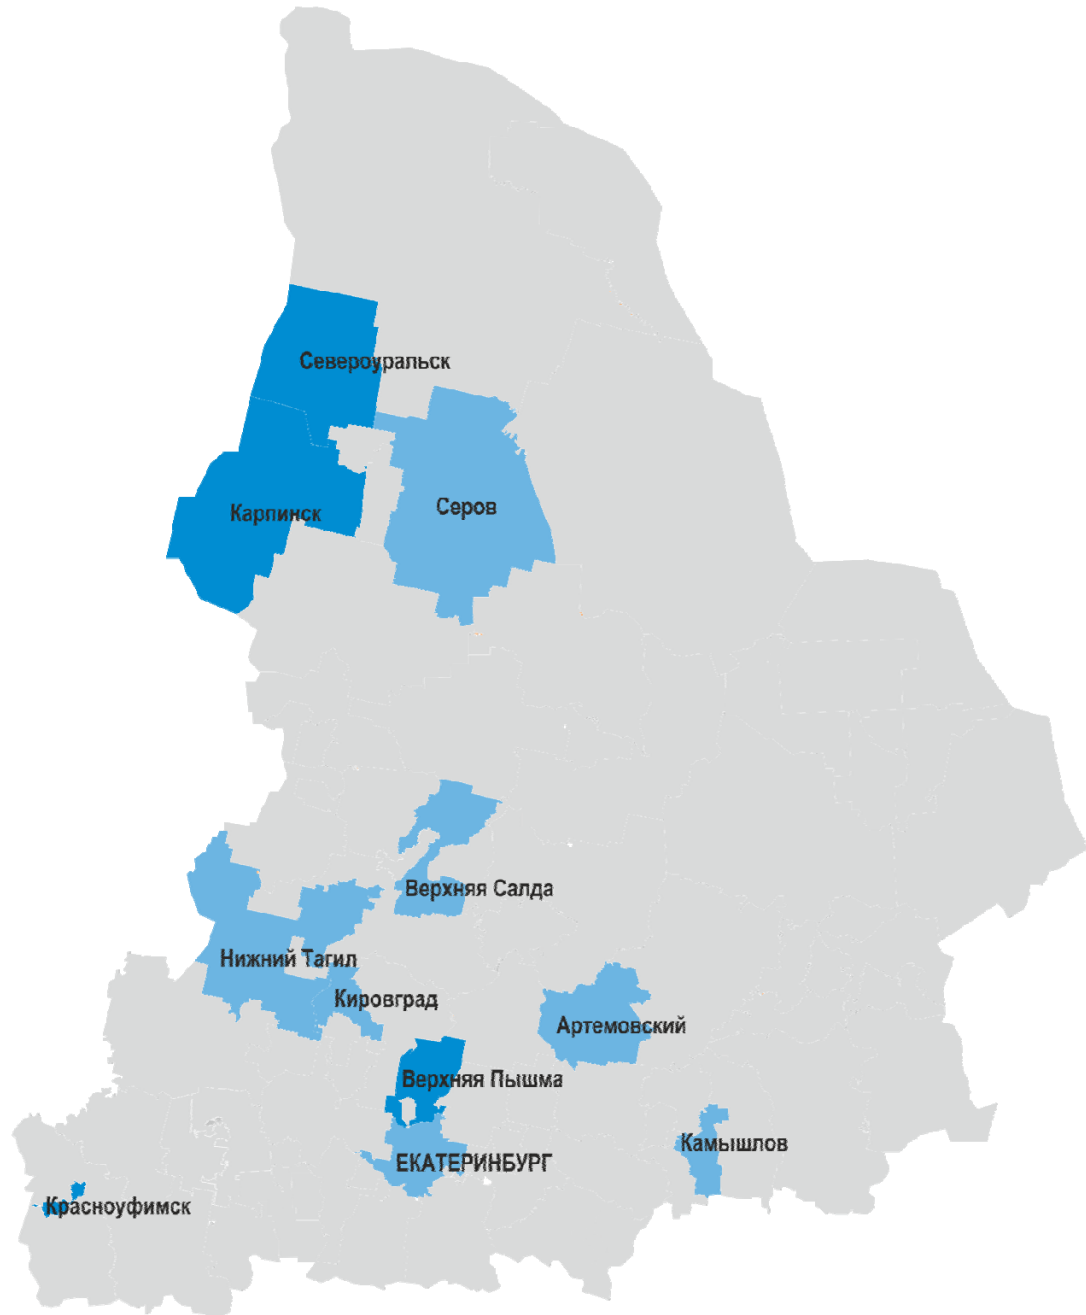 Североуральск
Серов
Карпинск
Верхняя Салда
Нижний Тагил
Кировград
Артемовский
Верхняя Пышма
Камышлов
ЕКАТЕРИНБУРГ
Красноуфимск